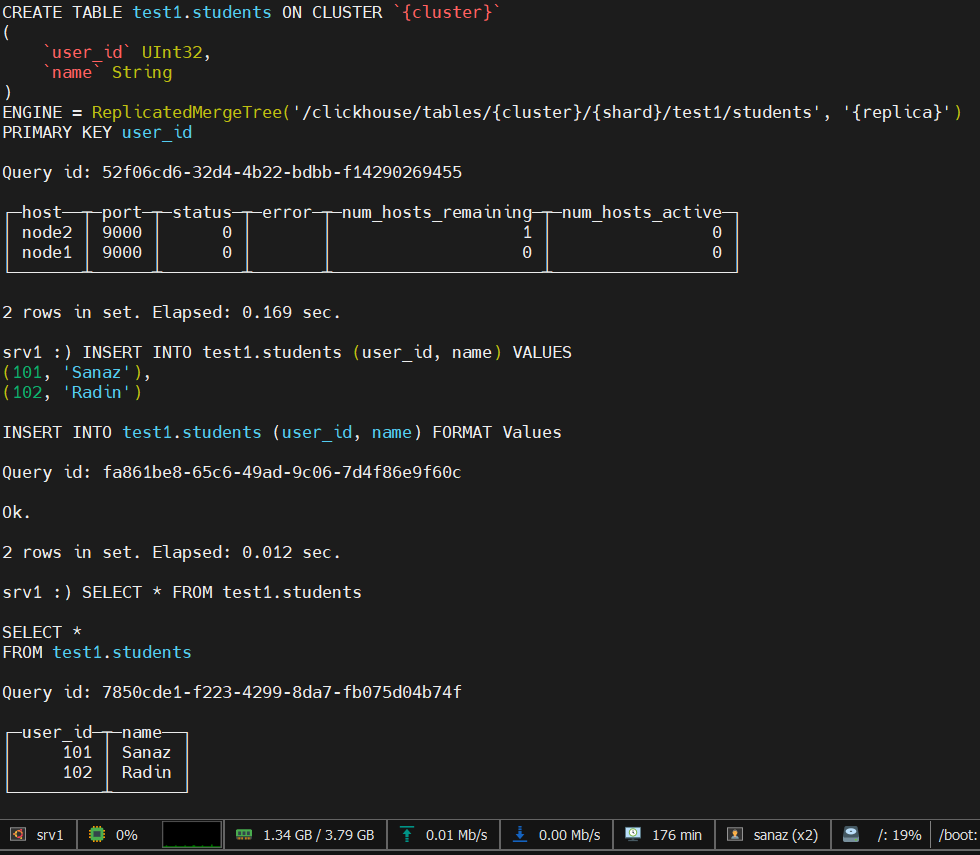 CREATE TABLE test1.students ON CLUSTER `{cluster}`
(
`user_id` UInt32,
`name` String
)
ENGINE = ReplicatedMergeTree('/clickhouse/tables/{cluster}/{shard}/test1/students', '{replica}')
PRIMARY KEY user_id
Query id: 52f06cd6-32d4-4b22-bdbb-f14290269455
host port status error num_hosts_remaining num_hosts_active
node2 9000 0 1 0
node1 9000 0 0 0
2 rows in set. Elapsed: 0.169 sec.
srv1 :) INSERT INTO test1.students (user_id, name) VALUES
(101, 'Sanaz'),
(102, 'Radin')
INSERT INTO test1.students (user_id, name) FORMAT Values
Query id: fa861be8-65c6-49ad-9c06-7d4f86e9f60c
Ok.
2 rows in set. Elapsed: 0.012 sec.
srv1 :) SELECT * FROM test1.students
SELECT *
FROM test1.students
Query id: 7850cde1-f223-4299-8da7-fb075d04b74f
user_id name
101 Sanaz
102 Radin
srv1 0% 1.34 GB / 3.79 GB 0.01 Mb/s 0.00 Mb/s 176 min sanaz (x2) /: 19% /boot: